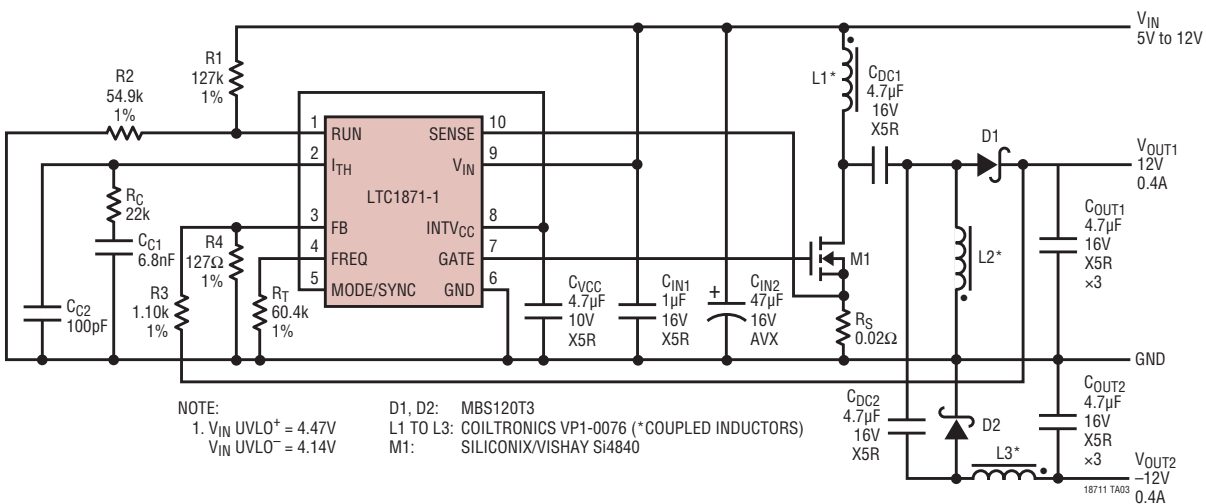 VIN
5V to 12V
R1
127k
1%
R2
54.9k
1%
L1*
CDC1
4.7µF
16V
X5R
1
RUN
SENSE
10
2
ITH
VIN
9
LTC1871-1
3
FB
INTVCC
8
4
FREQ
GATE
7
5
MODE/SYNC
GND
6
D1
VOUT1
12V
0.4A
RC
22k
CC1
6.8nF
R4
127Ω
1%
R3
1.10k
1%
RT
60.4k
1%
CC2
100pF
CVCC
4.7µF
10V
X5R
CIN1
1µF
16V
X5R
+
CIN2
47µF
16V
AVX
M1
RS
0.02Ω
L2*
COUT1
4.7µF
16V
X5R
×3
GND
CDC2
4.7µF
16V
X5R
D2
L3*
COUT2
4.7µF
16V
X5R
×3
VOUT2
–12V
0.4A
18711 TA03
NOTE:
1. VIN UVLO+ = 4.47V
VIN UVLO– = 4.14V
D1, D2: MBS120T3
L1 TO L3: COILTRONICS VP1-0076 (*COUPLED INDUCTORS)
M1: SILICONIX/VISHAY Si4840